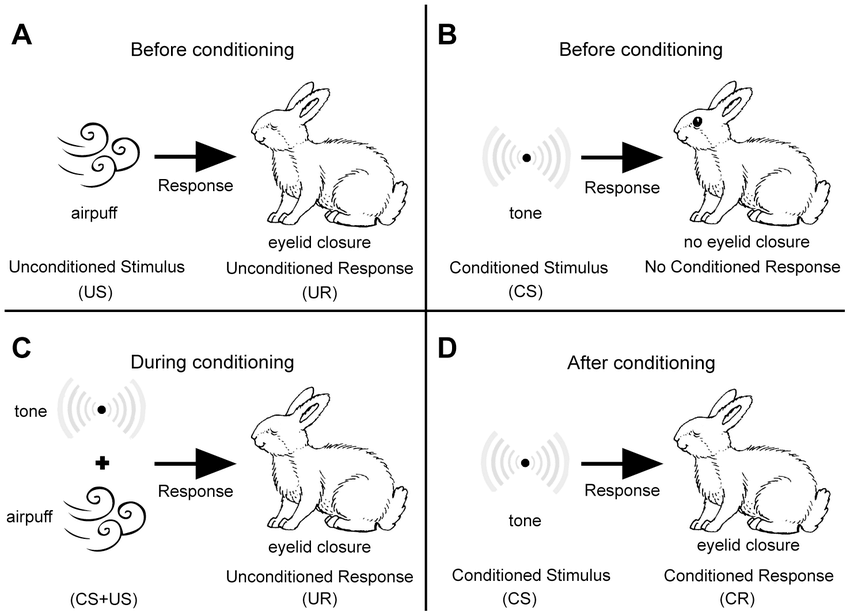 A
Before conditioning
Response
airpuff
eyelid closure
Unconditioned Stimulus
(US)
Unconditioned Response
(UR)
B
Before conditioning
Response
tone
no eyelid closure
Conditioned Stimulus
(CS)
No Conditioned Response
C
During conditioning
tone
+
Response
airpuff
eyelid closure
(CS+US)
Unconditioned Response
(UR)
D
After conditioning
Response
tone
eyelid closure
Conditioned Stimulus
(CS)
Conditioned Response
(CR)